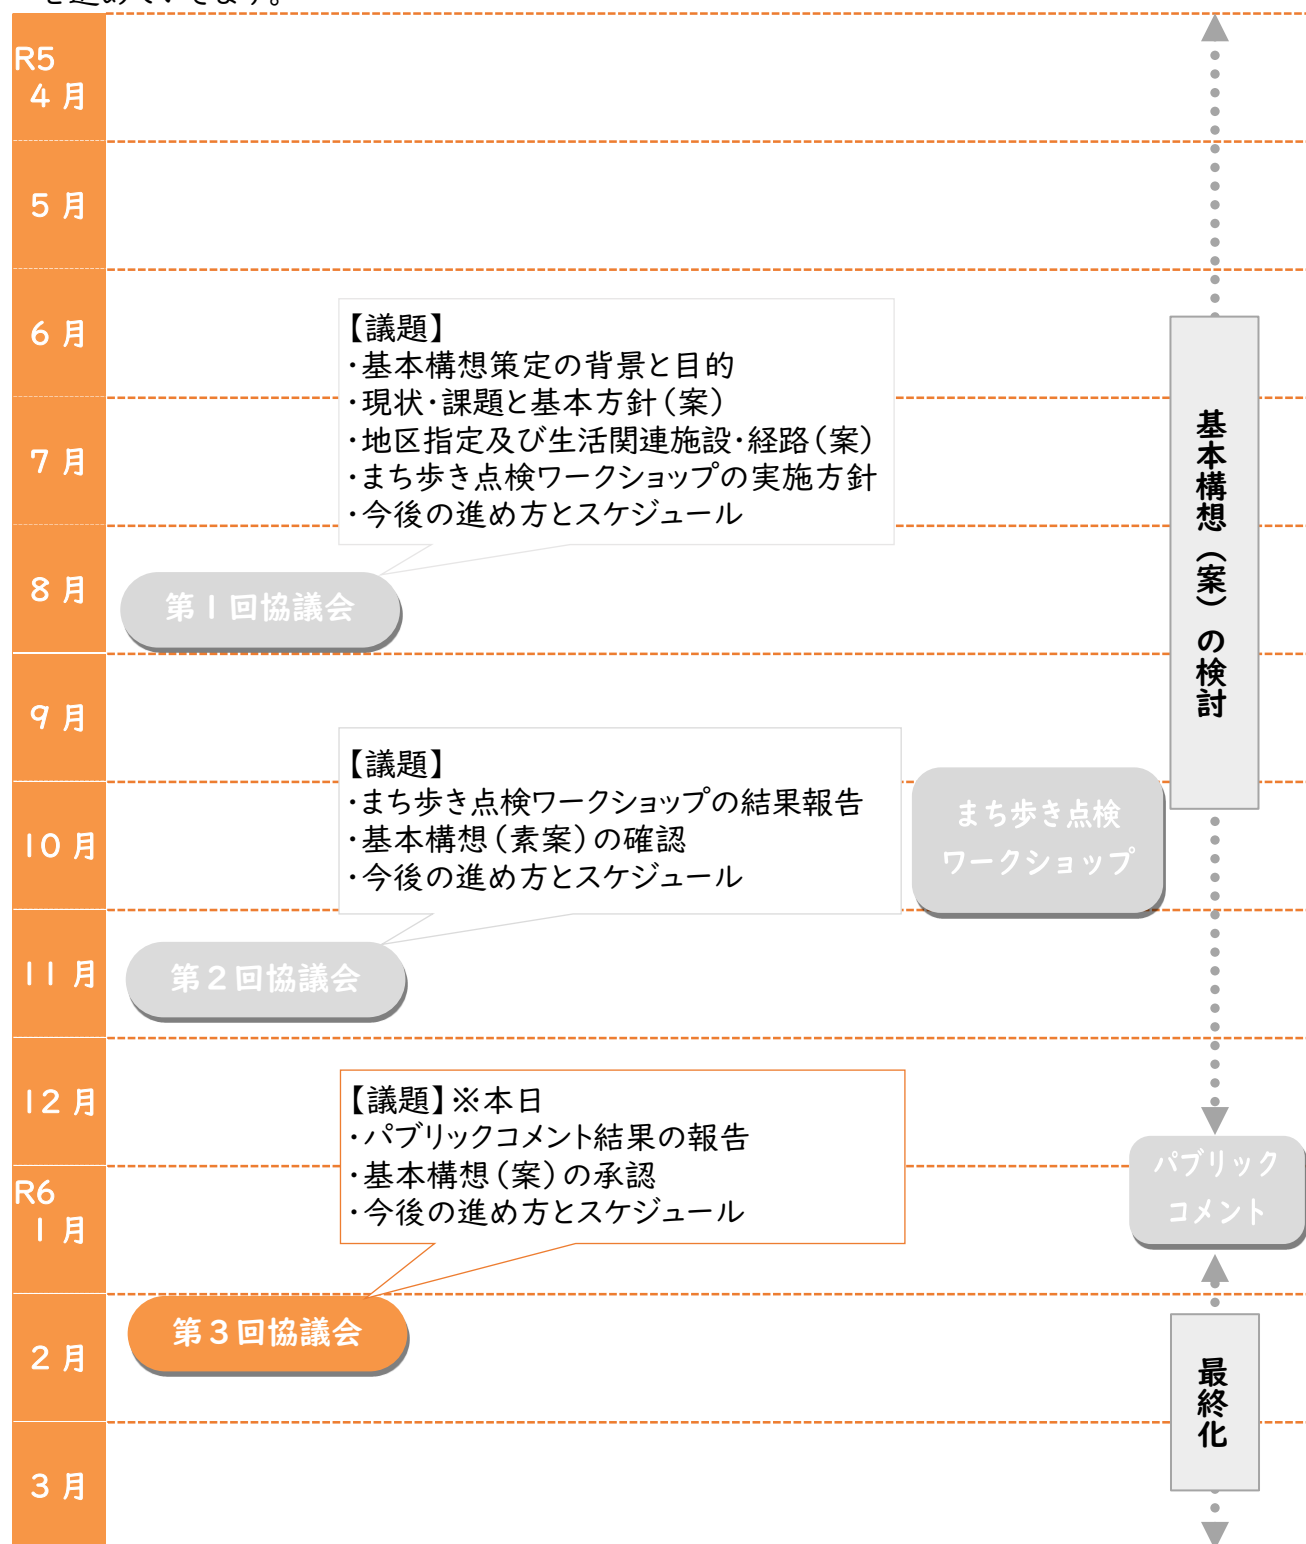 を進めていきます。
R5
4月
5月
6月
7月
8月
9月
10月
11月
12月
R6
1月
2月
3月
【議題】
・基本構想策定の背景と目的
・現状・課題と基本方針（案）
・地区指定及び生活関連施設・経路（案）
・まち歩き点検ワークショップの実施方針
・今後の進め方とスケジュール
第1回協議会
【議題】
・まち歩き点検ワークショップの結果報告
・基本構想（素案）の確認
・今後の進め方とスケジュール
第2回協議会
まち歩き点検
ワークショップ
【議題】※本日
・パブリックコメント結果の報告
・基本構想（案）の承認
・今後の進め方とスケジュール
第3回協議会
基本構想（案）の検討
パブリック
コメント
最終化